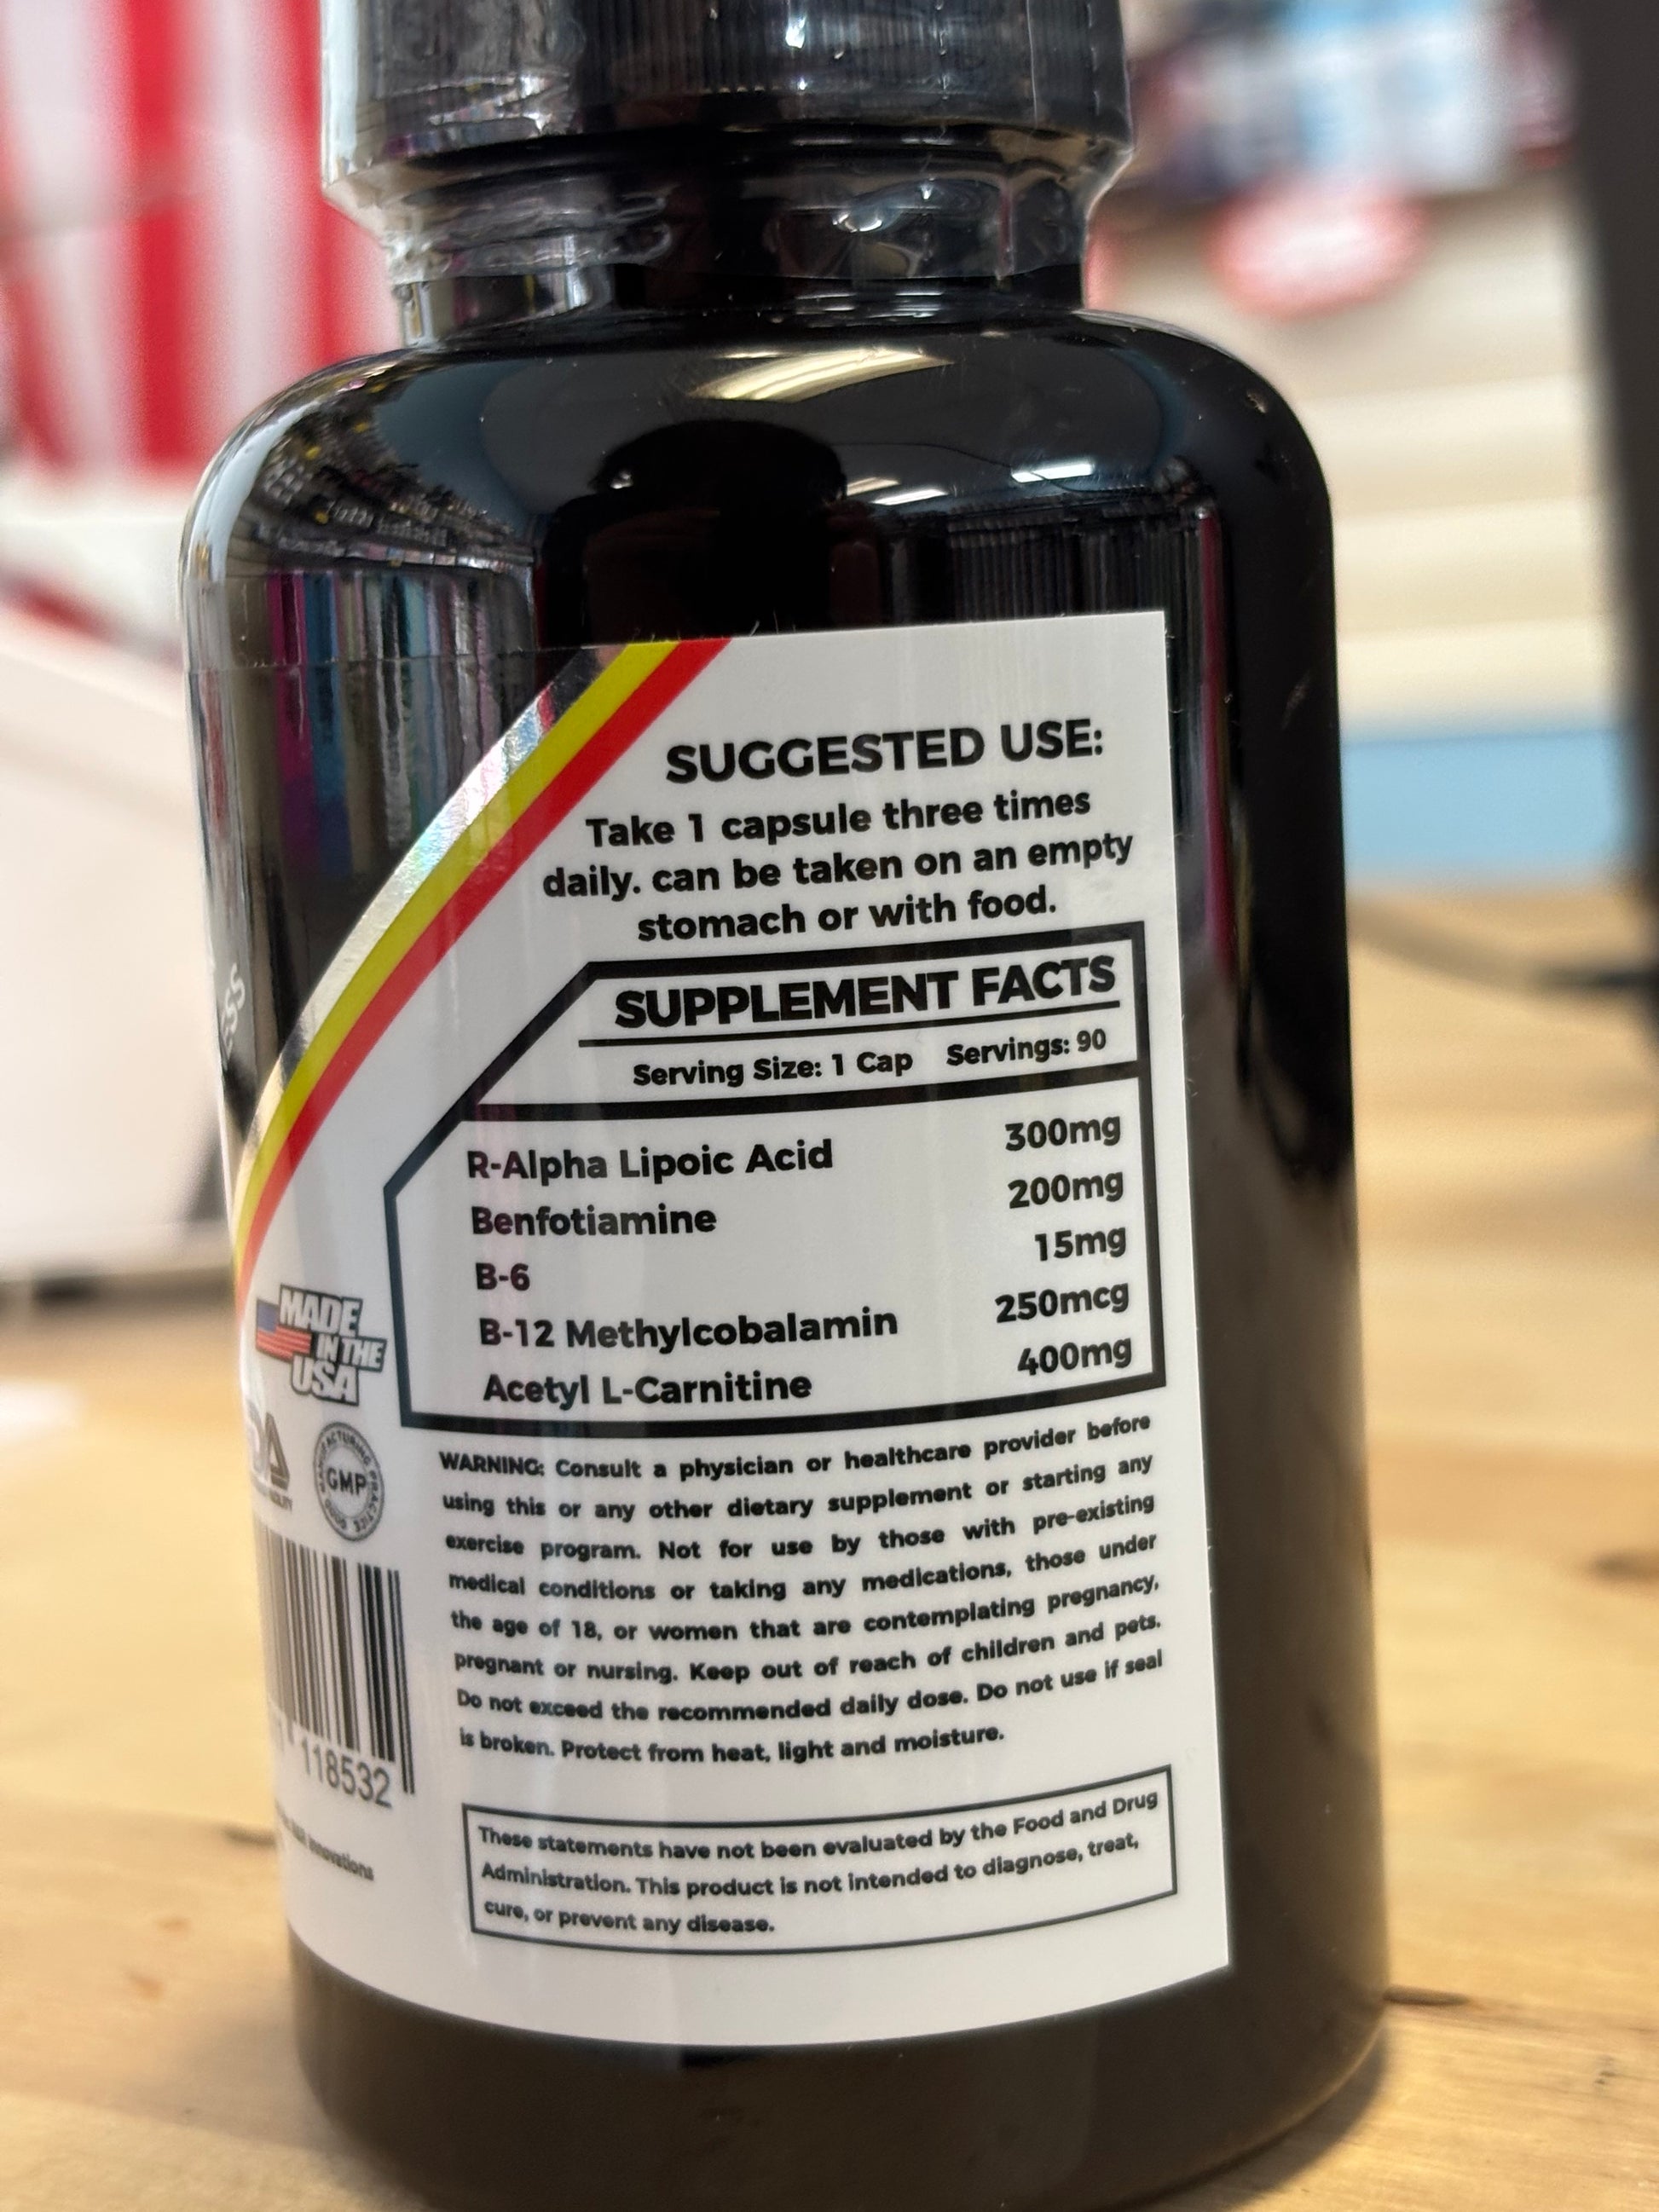 SUGGESTED USE:
Take 1 capsule three times
daily. can be taken on an empty
stomach or with food.
SUPPLEMENT FACTS
Serving Size: 1 Cap Servings: 90
R-Alpha Lipoic Acid 300mg
Benfotiamine 200mg
B-6 15mg
B-12 Methylcobalamin 250mcg
Acetyl L-Carnitine 400mg
WARNING: Consult a physician or healthcare provider before
using this or any other dietary supplement or starting any
exercise program. Not for use by those with pre-existing
medical conditions or taking any medications, those under
the age of 18, or women that are contemplating pregnancy,
pregnant or nursing. Keep out of reach of children and pets.
Do not exceed the recommended daily dose. Do not use if seal
is broken. Protect from heat, light and moisture.
These statements have not been evaluated by the Food and Drug
Administration. This product is not intended to diagnose, treat,
cure, or prevent any disease.
MADE
IN THE
USA
GOOD MANUFACTURING PRACTICE
GMP
118532